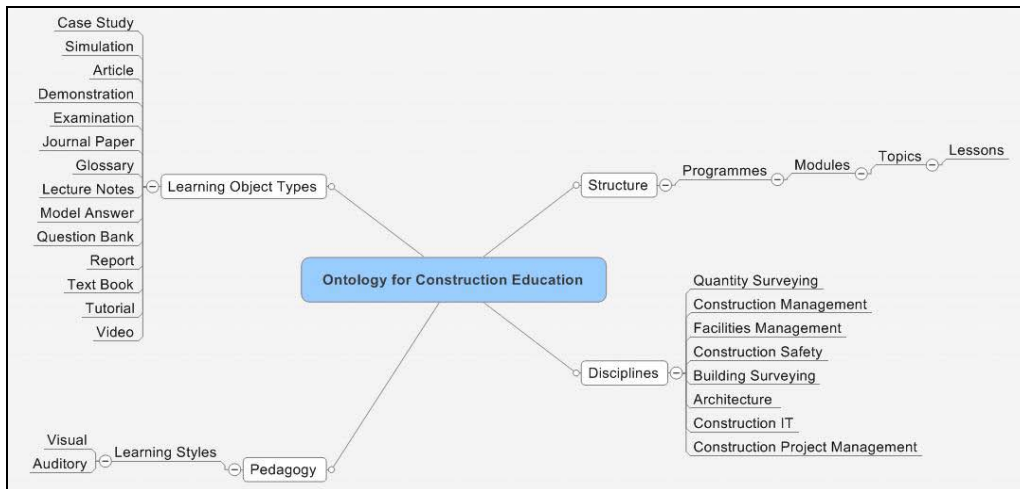 Case Study
Simulation
Article
Demonstration
Examination
Journal Paper
Glossary
Lecture Notes
Model Answer
Question Bank
Report
Text Book
Tutorial
Video
Learning Object Types
Structure
Programmes
Modules
Topics
Lessons
Ontology for Construction Education
Quantity Surveying
Construction Management
Facilities Management
Construction Safety
Building Surveying
Architecture
Construction IT
Construction Project Management
Disciplines
Visual
Auditory
Learning Styles
Pedagogy